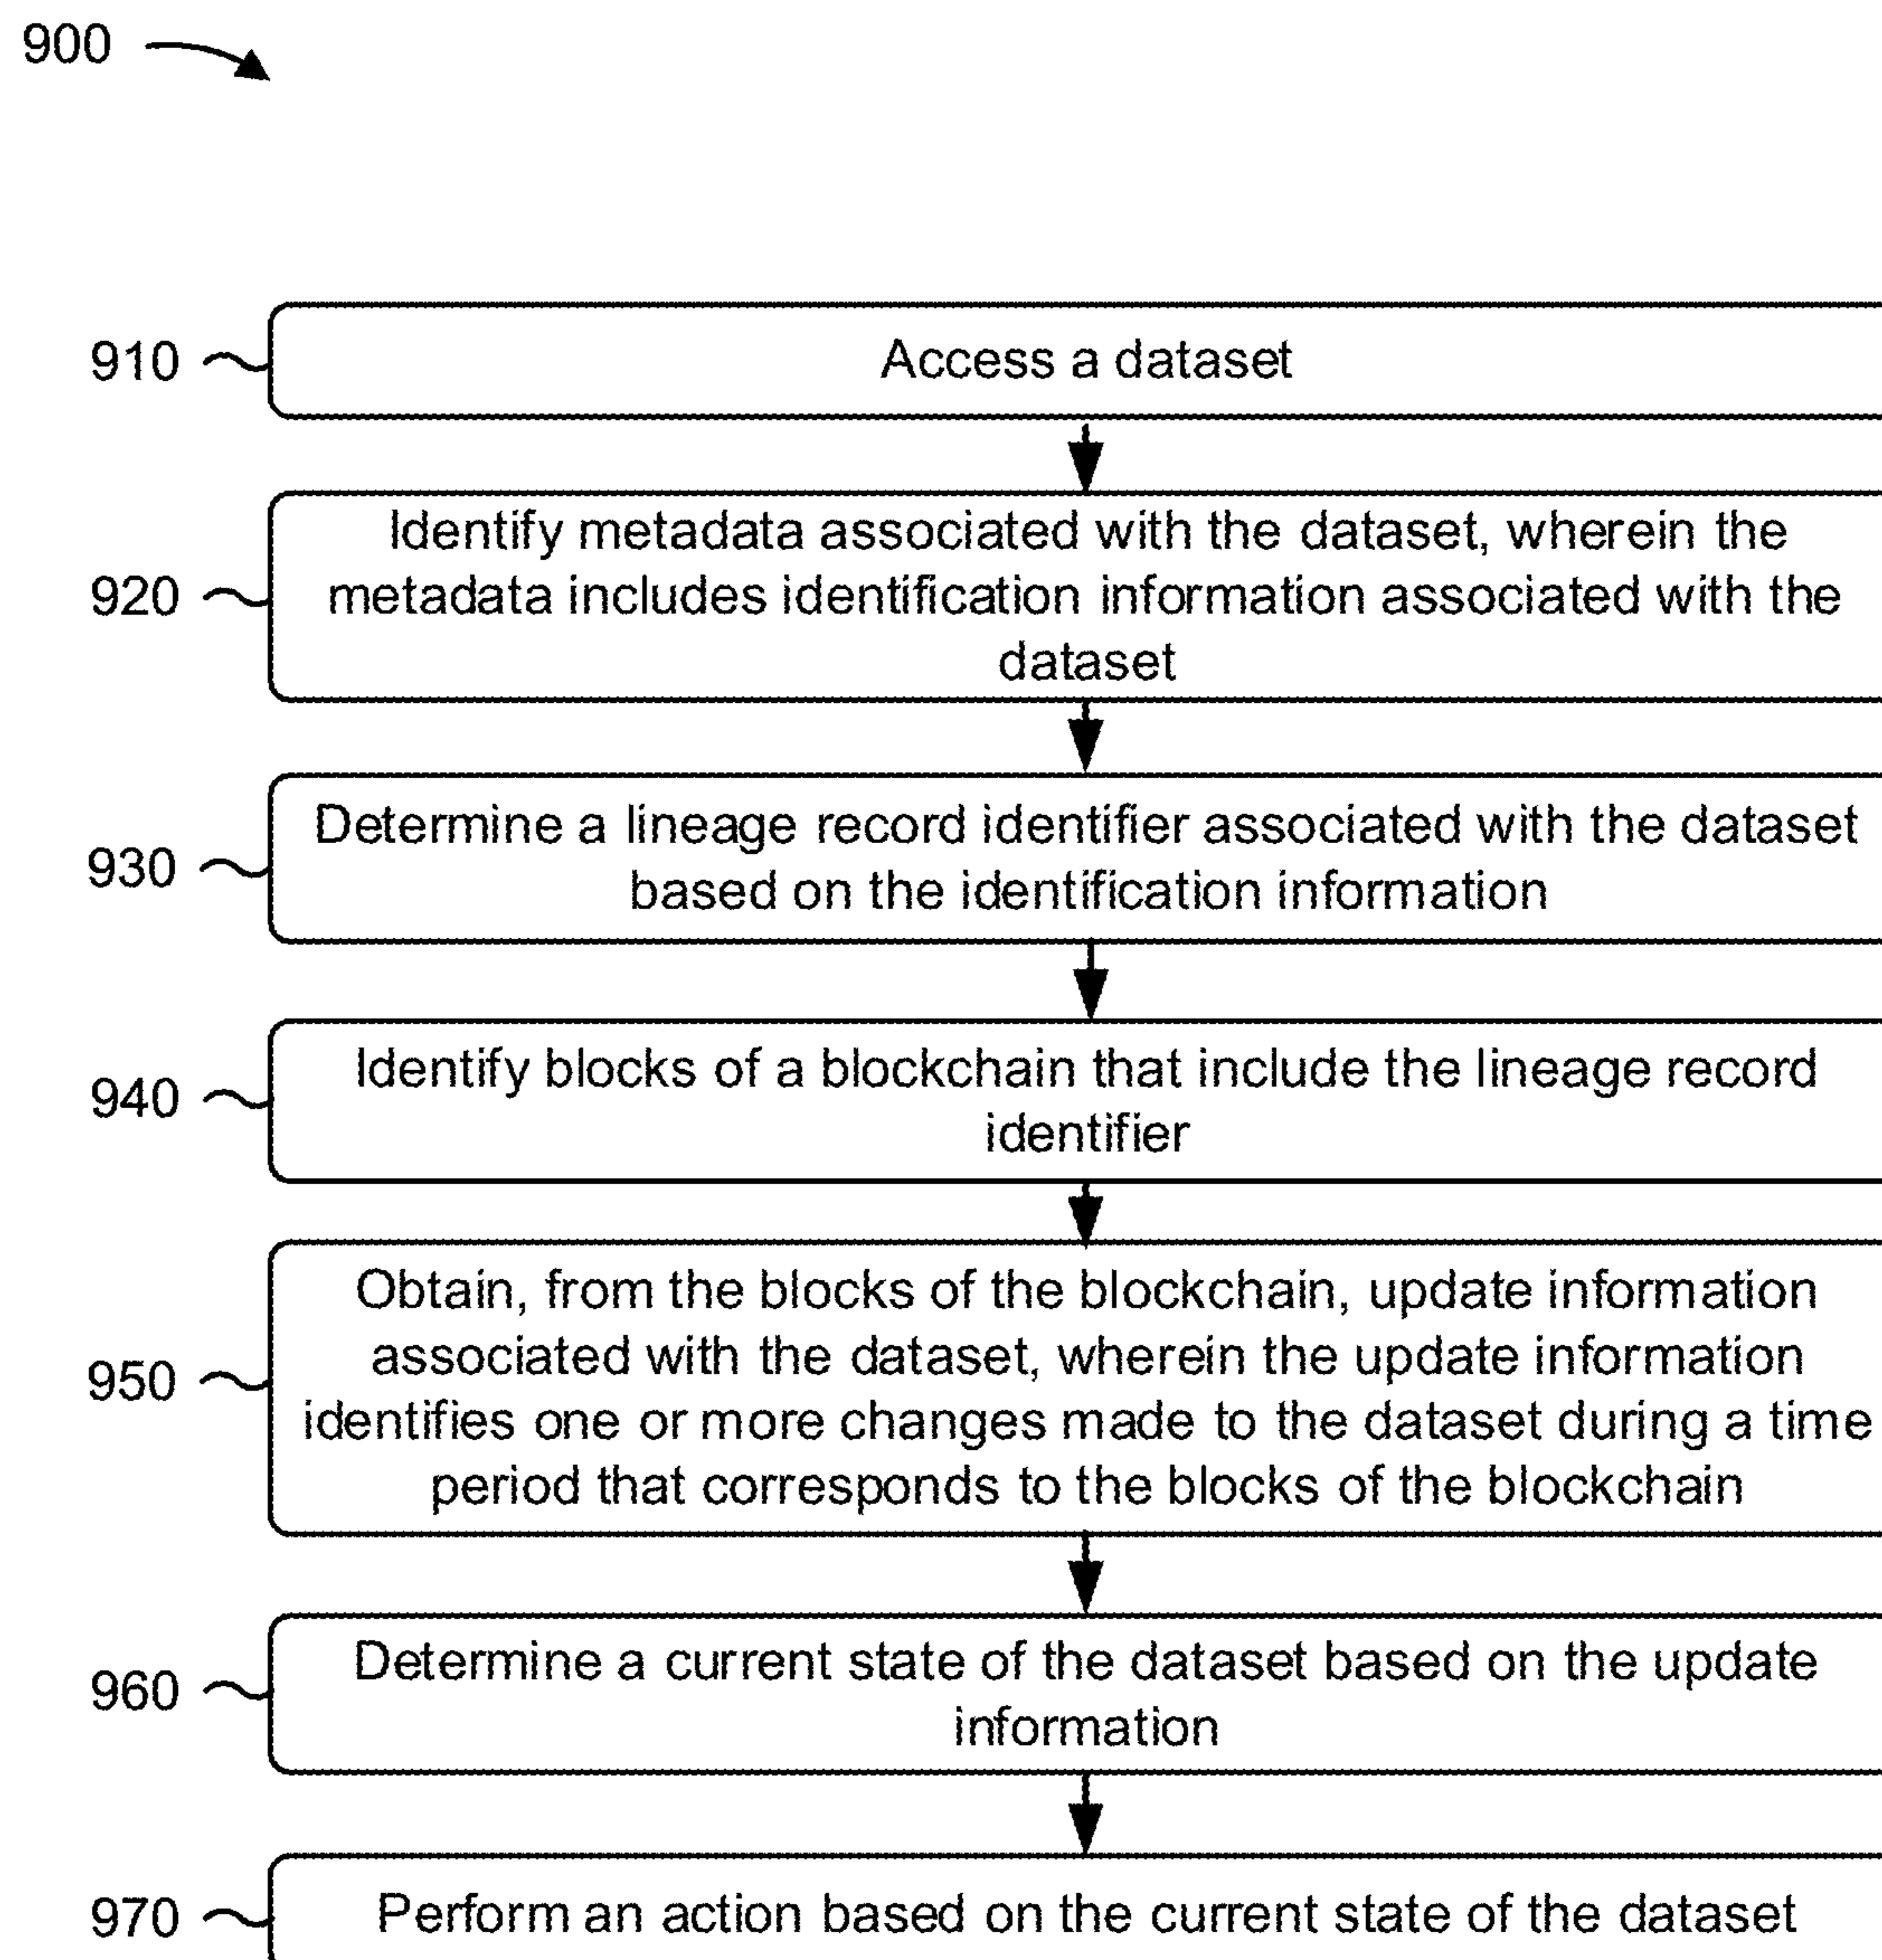 900
910
Access a dataset
Identify metadata associated with the dataset, wherein the
920
metadata includes identification information associated with the
dataset
Determine a lineage record identifier associated with the dataset
930
based on the identification information
Identify blocks of a blockchain that include the lineage record
940
identifier
Obtain, from the blocks of the blockchain, update information
associated with the dataset, wherein the update information
950
identifies one or more changes made to the dataset during a time
period that corresponds to the blocks of the blockchain
Determine a current state of the dataset based on the update
960
information
970
Perform an action based on the current state of the dataset